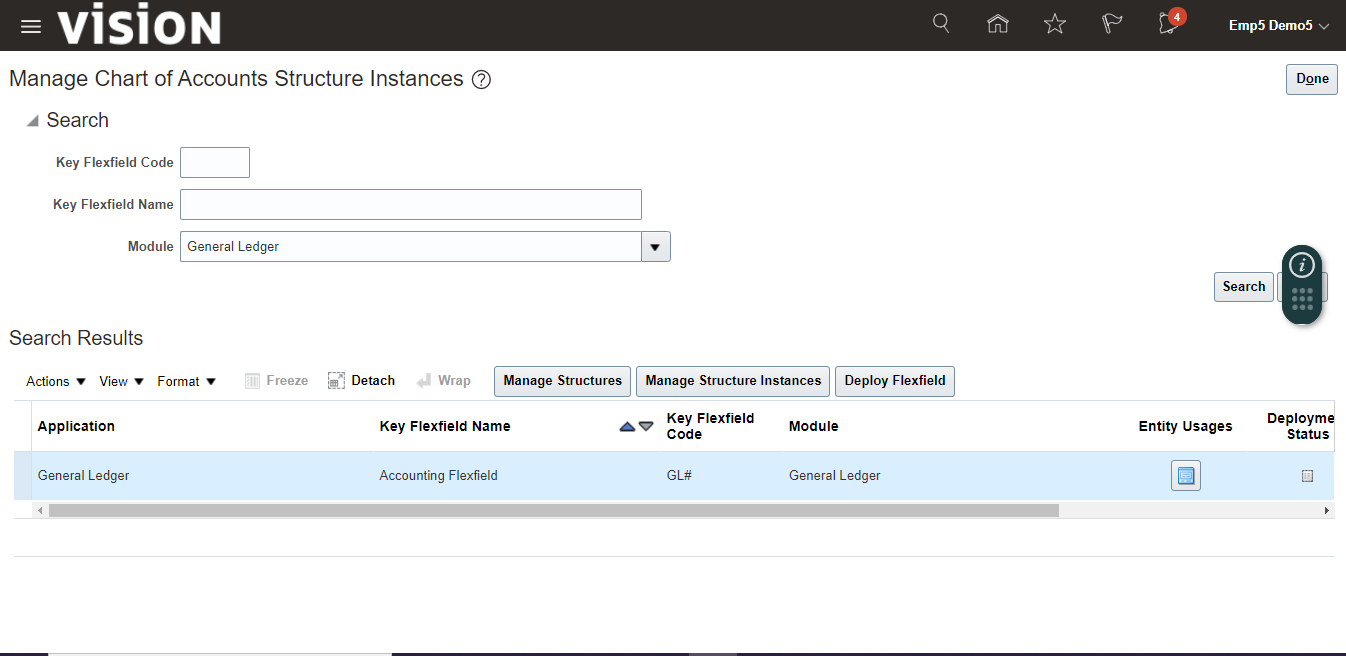 vision
4
Emp5 Demo5
Manage Chart of Accounts Structure Instances ?
Done
Search
Key Flexfield Code
Key Flexfield Name
Module General Ledger
i
Search
Search Results
Actions View Format Freeze Detach Wrap Manage Structures Manage Structure Instances Deploy Flexfield
Application Key Flexfield Name Key Flexfield Code Module Entity Usages Deployme Status
General Ledger Accounting Flexfield GL# General Ledger